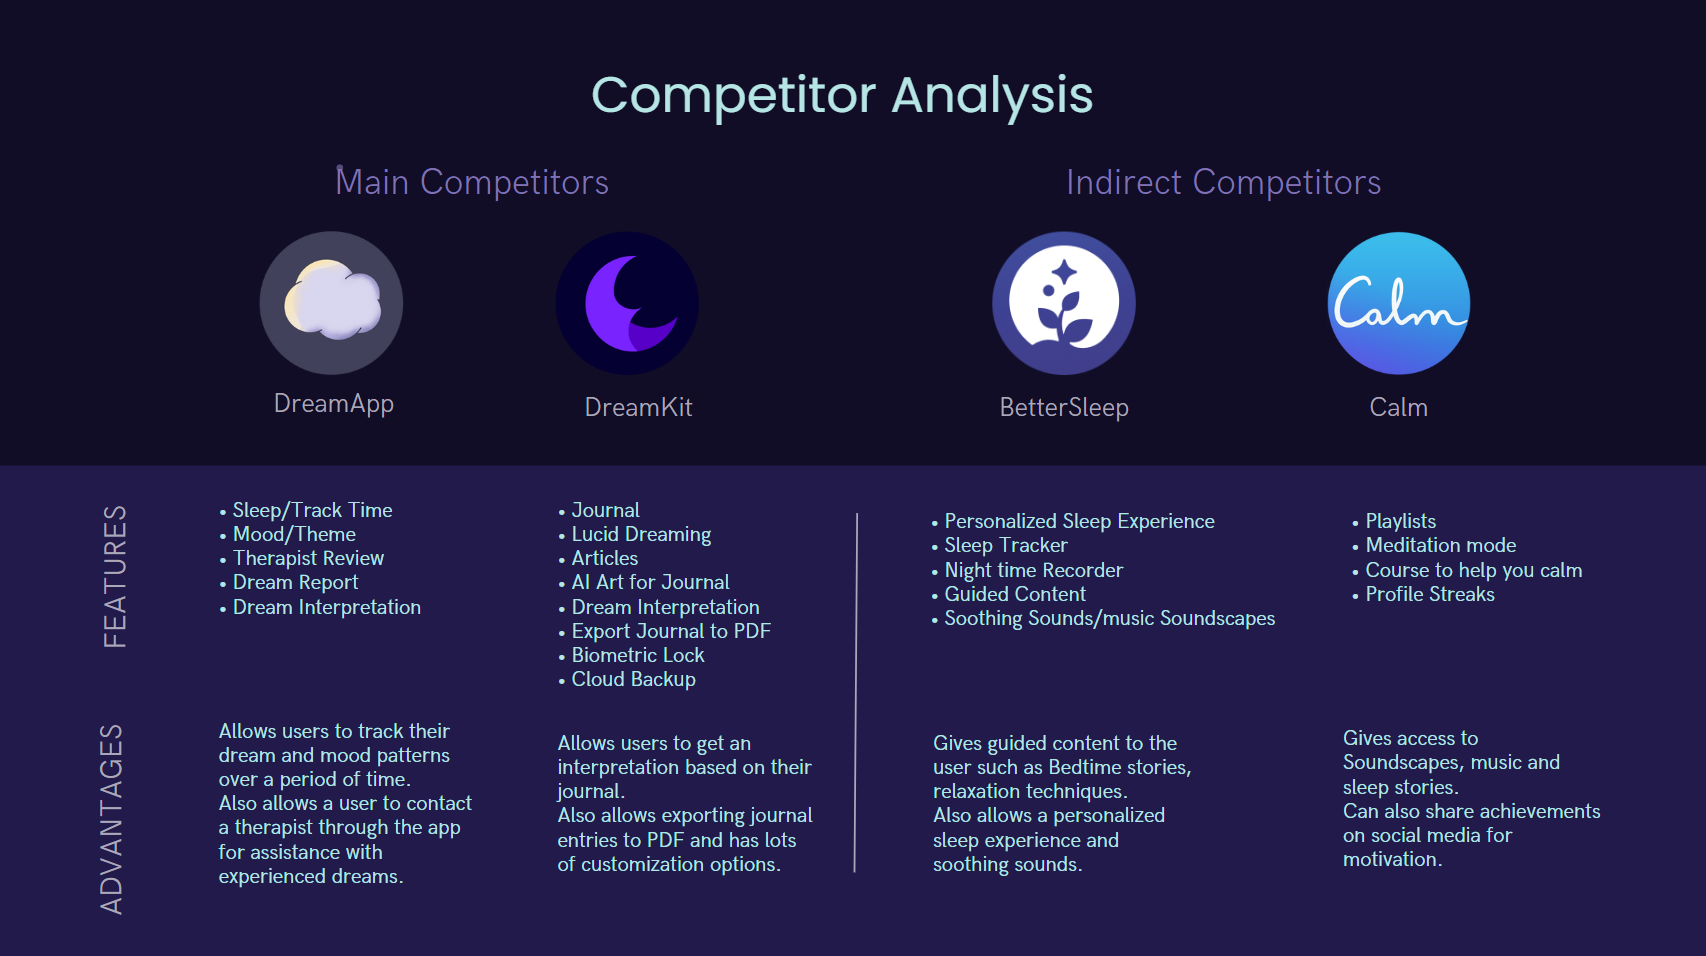 Competitor Analysis
Main Competitors
Indirect Competitors
Calm
DreamApp
DreamKit
BetterSleep
Calm
FEATURES
• Sleep/Track Time
• Mood/Theme
• Therapist Review
• Dream Report
• Dream Interpretation
• Journal
• Lucid Dreaming
• Articles
• AI Art for Journal
• Dream Interpretation
• Export Journal to PDF
• Biometric Lock
• Cloud Backup
• Personalized Sleep Experience
• Sleep Tracker
• Night time Recorder
• Guided Content
• Soothing Sounds/music Soundscapes
• Playlists
• Meditation mode
• Course to help you calm
• Profile Streaks
ADVANTAGES
Allows users to track their
dream and mood patterns
over a period of time.
Also allows a user to contact
a therapist through the app
for assistance with
experienced dreams.
Allows users to get an
interpretation based on their
journal.
Also allows exporting journal
entries to PDF and has lots
of customization options.
Gives guided content to the
user such as Bedtime stories,
relaxation techniques.
Also allows a personalized
sleep experience and
soothing sounds.
Gives access to
Soundscapes, music and
sleep stories.
Can also share achievements
on social media for
motivation.